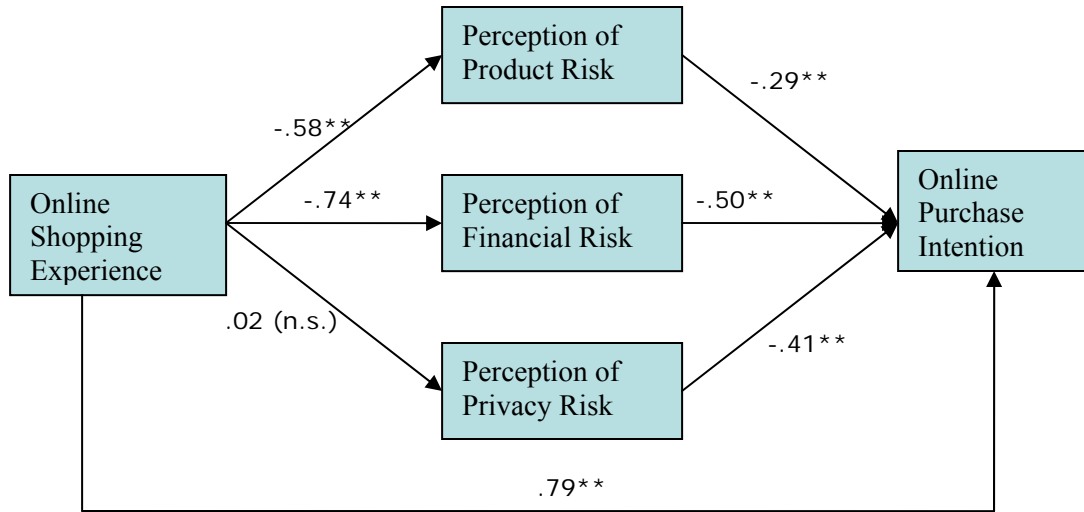 Perception of
Product Risk
-.29**
-.58**
Online
Shopping
Experience
-.74**
Perception of
Financial Risk
-.50**
Online
Purchase
Intention
.02 (n.s.)
-.41**
Perception of
Privacy Risk
.79**